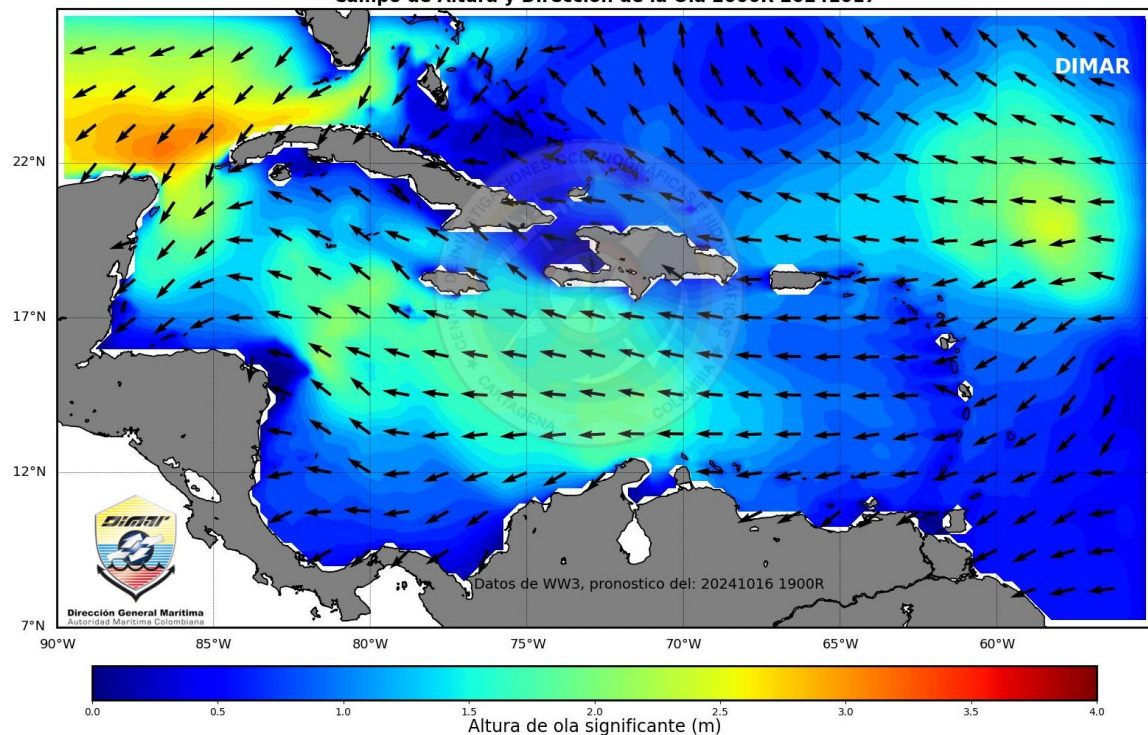 Campo de Altura y Dirección de la Ola 2000R 20241017
DIMAR
22°N
17°N
12°N
7°N
DIMAR
Dirección General Marítima
Autoridad Marítima Colombiana
Datos de WW3, pronostico del: 20241016 1900R
90°W 85°W 80°W 75°W 70°W 65°W 60°W
0.0 0.5 1.0 1.5 2.0 2.5 3.0 3.5 4.0
Altura de ola significante (m)